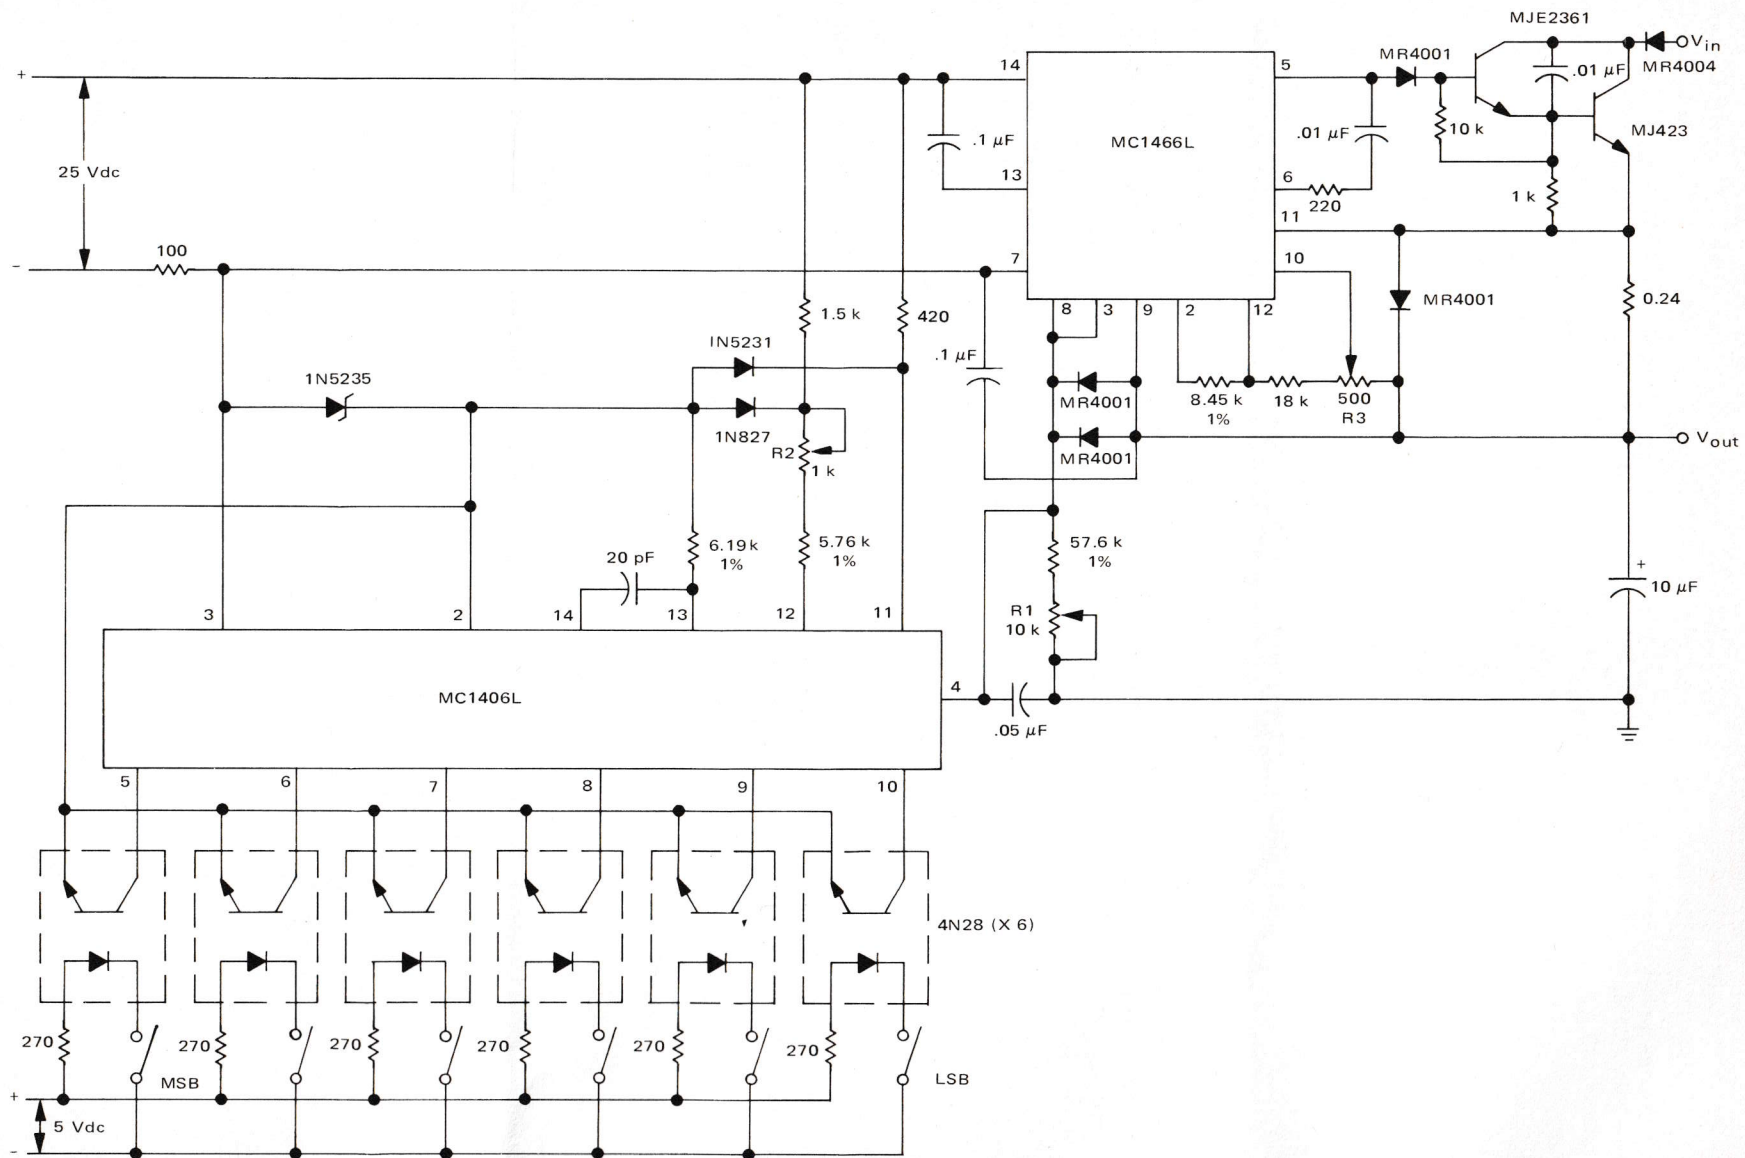 MJE2361
MR4001
V_in
MR4004
.01 µF
+
14
5
.1 µF
MC1466L
.01 µF
10 k
MJ423
25 Vdc
13
6
220
1 k
11
-
100
7
10
8
3
9
2
12
MR4001
0.24
1.5 k
420
IN5231
.1 µF
1N5235
MR4001
8.45 k
1%
18 k
500
R3
1N827
R2
1 k
MR4001
V_out
20 pF
6.19 k
1%
5.76 k
1%
57.6 k
1%
R1
10 k
+
10 µF
3
2
14
13
12
11
MC1406L
4
.05 µF
5
6
7
8
9
10
4N28 (X 6)
270
270
270
270
270
270
MSB
LSB
+
5 Vdc
-